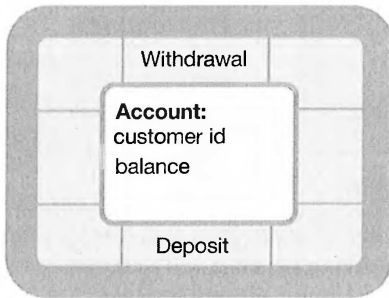 Withdrawal
Account:
customer id
balance
Deposit